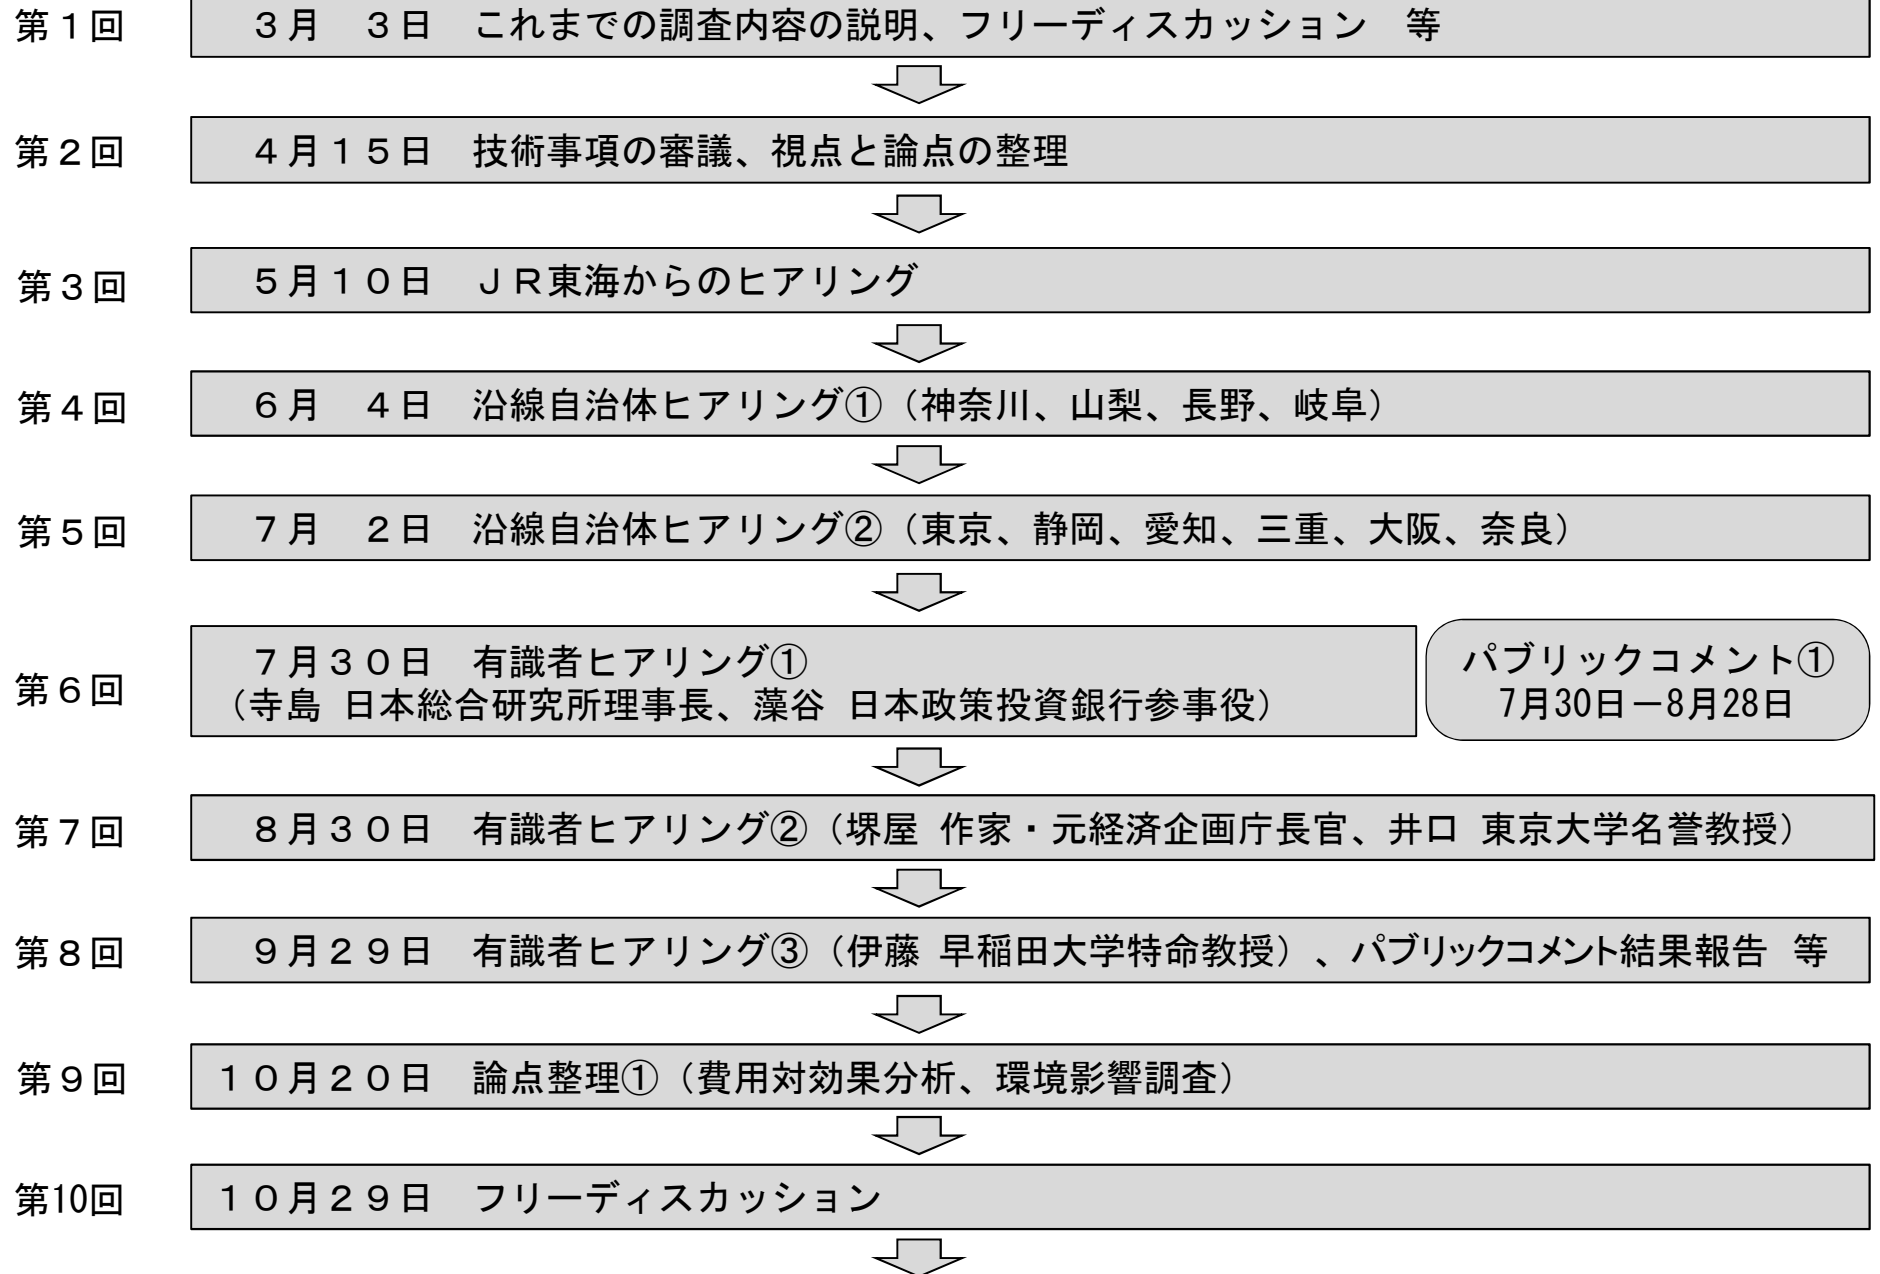 第１回　３月　３日　これまでの調査内容の説明、フリーディスカッション　等
第２回　４月１５日　技術事項の審議、視点と論点の整理
第３回　５月１０日　ＪＲ東海からのヒアリング
第４回　６月　４日　沿線自治体ヒアリング①（神奈川、山梨、長野、岐阜）
第５回　７月　２日　沿線自治体ヒアリング②（東京、静岡、愛知、三重、大阪、奈良）
第６回　７月３０日　有識者ヒアリング①
（寺島 日本総合研究所理事長、藻谷 日本政策投資銀行参事役）
パブリックコメント①
7月30日－8月28日
第７回　８月３０日　有識者ヒアリング②（堺屋 作家・元経済企画庁長官、井口 東京大学名誉教授）
第８回　９月２９日　有識者ヒアリング③（伊藤 早稲田大学特命教授）、パブリックコメント結果報告　等
第９回　１０月２０日　論点整理①（費用対効果分析、環境影響調査）
第10回　１０月２９日　フリーディスカッション